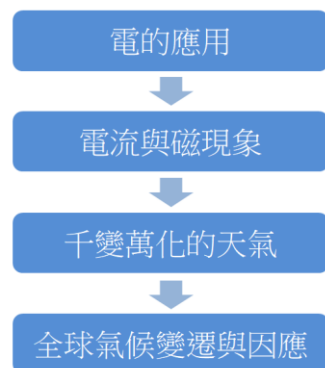 電的應用
電流與磁現象
千變萬化的天氣
全球氣候變遷與因應